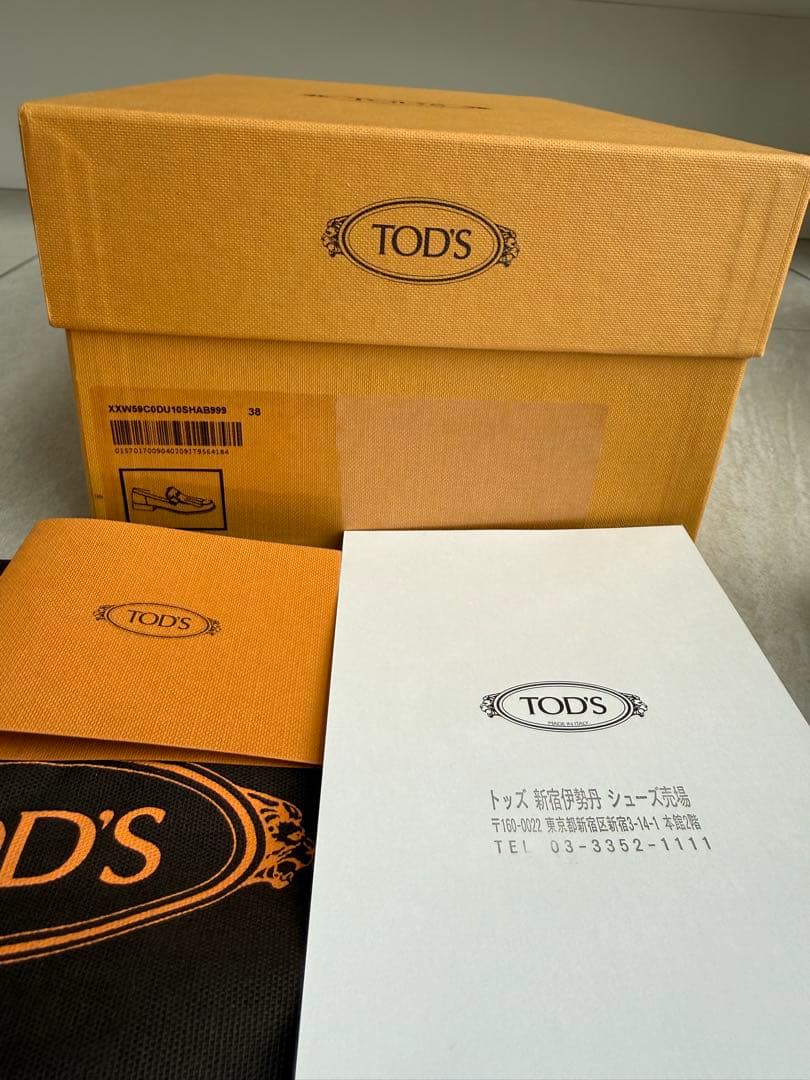 TOD'S
TOD'S
XXW59C0DU10SHAB999 38
TOD'S
TOD'S
MADE IN ITALY
トッズ 新宿伊勢丹 シューズ売場
〒160-0022 東京都新宿区新宿3-14-1 本館2階
TEL 03-3352-1111
OD'S